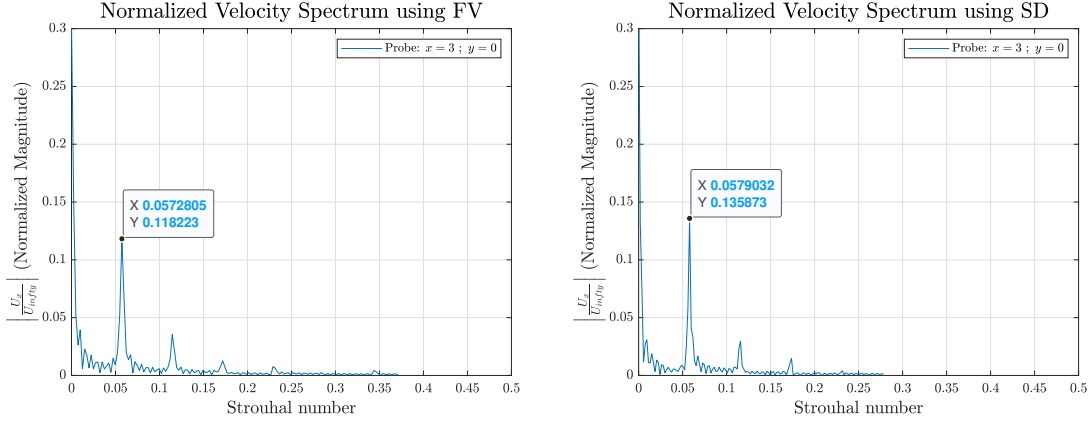 Normalized Velocity Spectrum using FV
0.3
0.25
0.2
0.15
0.1
0.05
0
|U_x/U_{infty}| (Normalized Magnitude)
Probe: x = 3 ; y = 0
X 0.0572805
Y 0.118223
0 0.05 0.1 0.15 0.2 0.25 0.3 0.35 0.4 0.45 0.5
Strouhal number
Normalized Velocity Spectrum using SD
0.3
0.25
0.2
0.15
0.1
0.05
0
|U_x/U_{infty}| (Normalized Magnitude)
Probe: x = 3 ; y = 0
X 0.0579032
Y 0.135873
0 0.05 0.1 0.15 0.2 0.25 0.3 0.35 0.4 0.45 0.5
Strouhal number